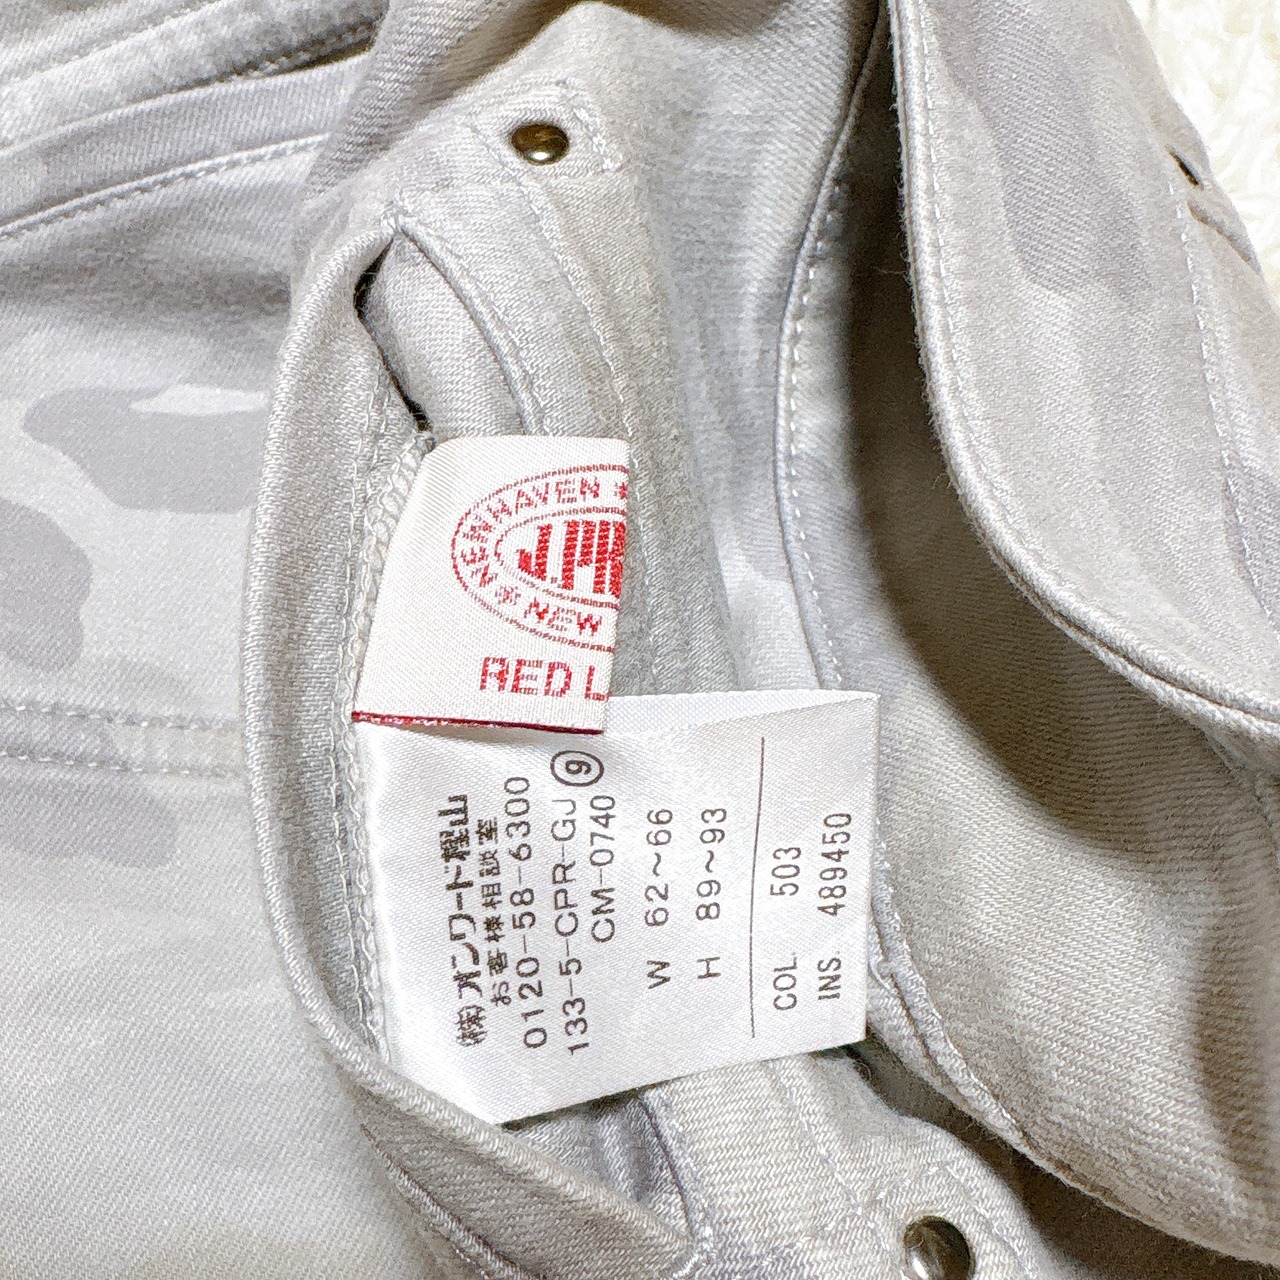 NEWHAVEN
J.PR
NEW
RED L
(株)オンワード樫山
お客様相談室
0120-58-6300
133-5-CPR-GJ 9
CM-0740
W 62~66
H 89~93
COL. 503
INS. 489450